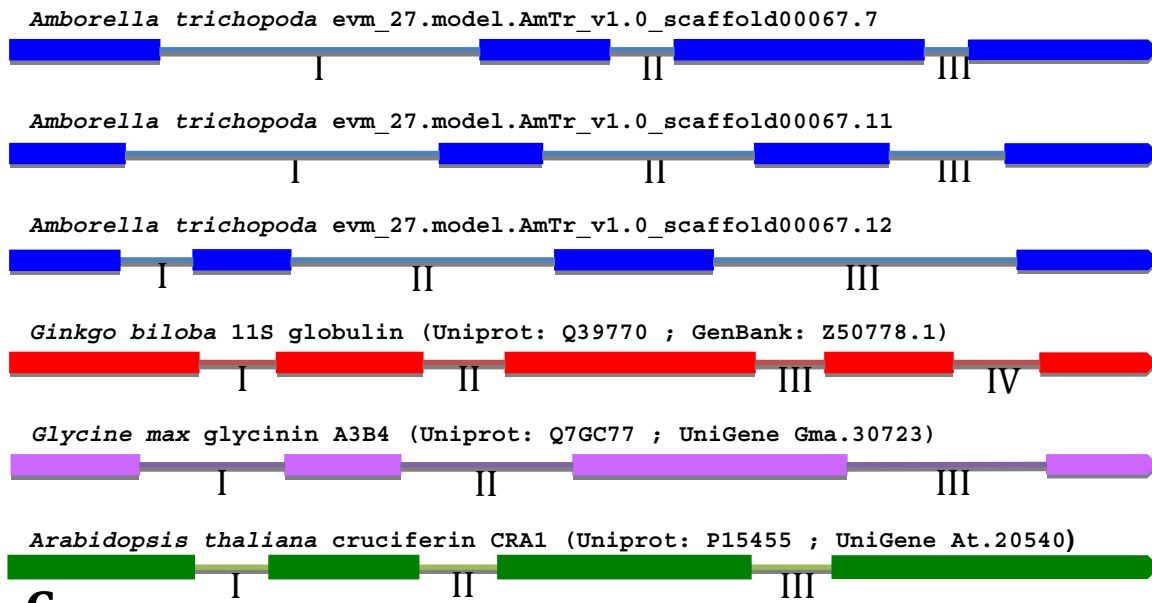 Amborella trichopoda evm_27.model.AmTr_v1.0_scaffold00067.7
I II III
Amborella trichopoda evm_27.model.AmTr_v1.0_scaffold00067.11
I II III
Amborella trichopoda evm_27.model.AmTr_v1.0_scaffold00067.12
I II III
Ginkgo biloba 11S globulin (Uniprot: Q39770 ; GenBank: Z50778.1)
I II III IV
Glycine max glycinin A3B4 (Uniprot: Q7GC77 ; UniGene Gma.30723)
I II III
Arabidopsis thaliana cruciferin CRA1 (Uniprot: P15455 ; UniGene At.20540)
I II III